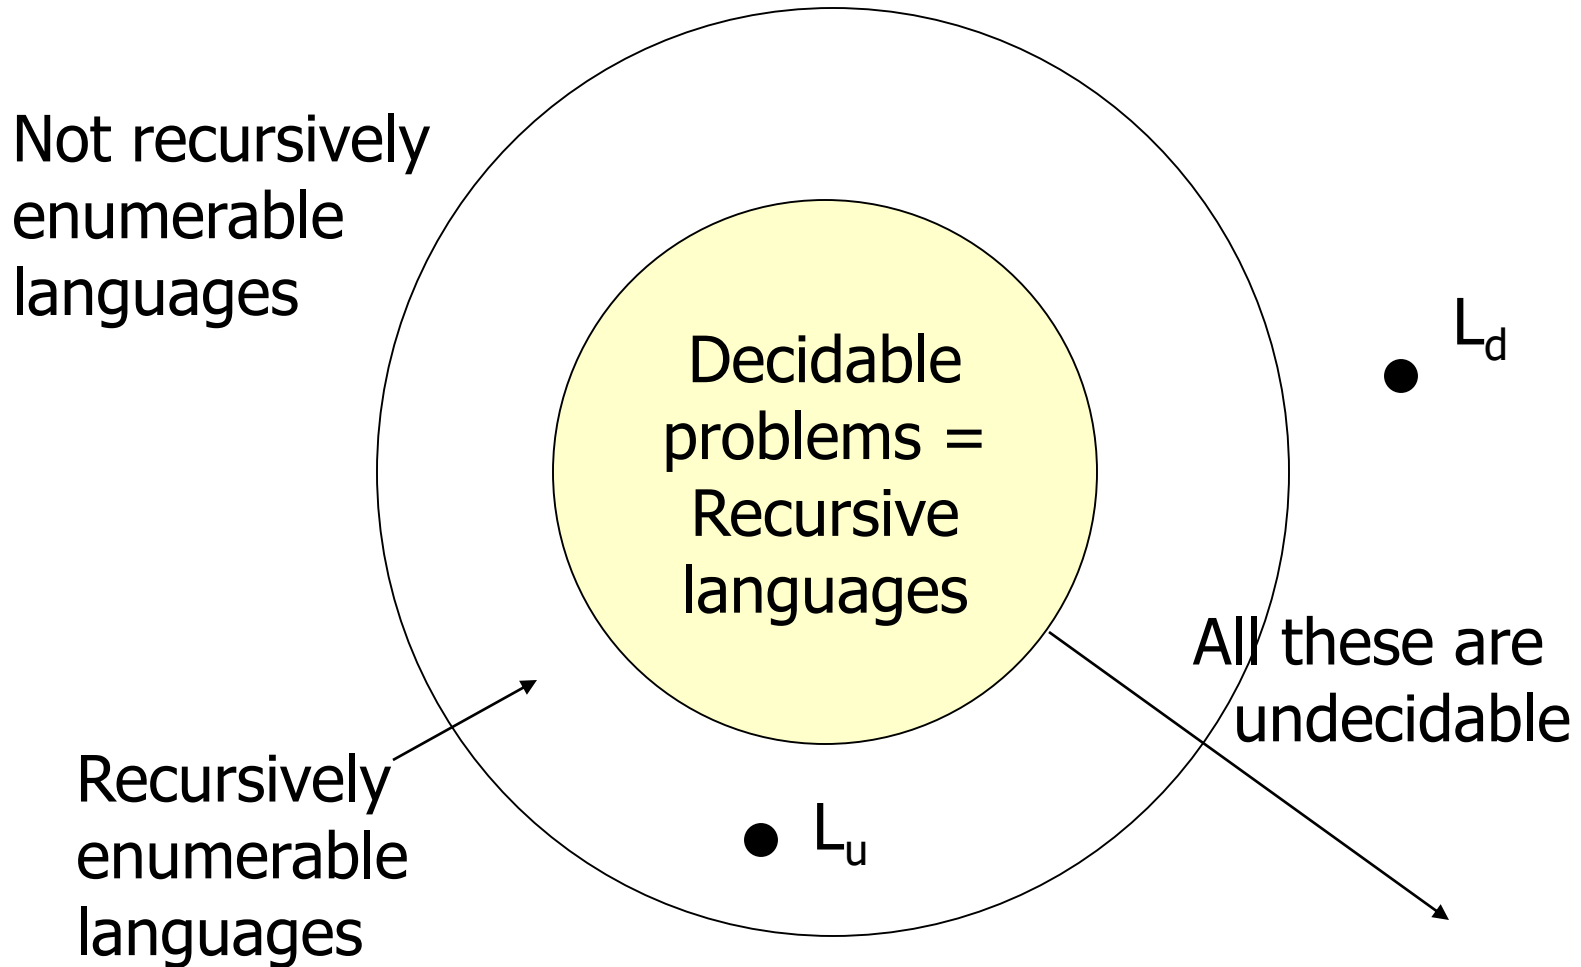 Not recursively
enumerable
languages
Decidable
problems =
Recursive
languages
L_d
All these are
undecidable
Recursively
enumerable
languages
L_u